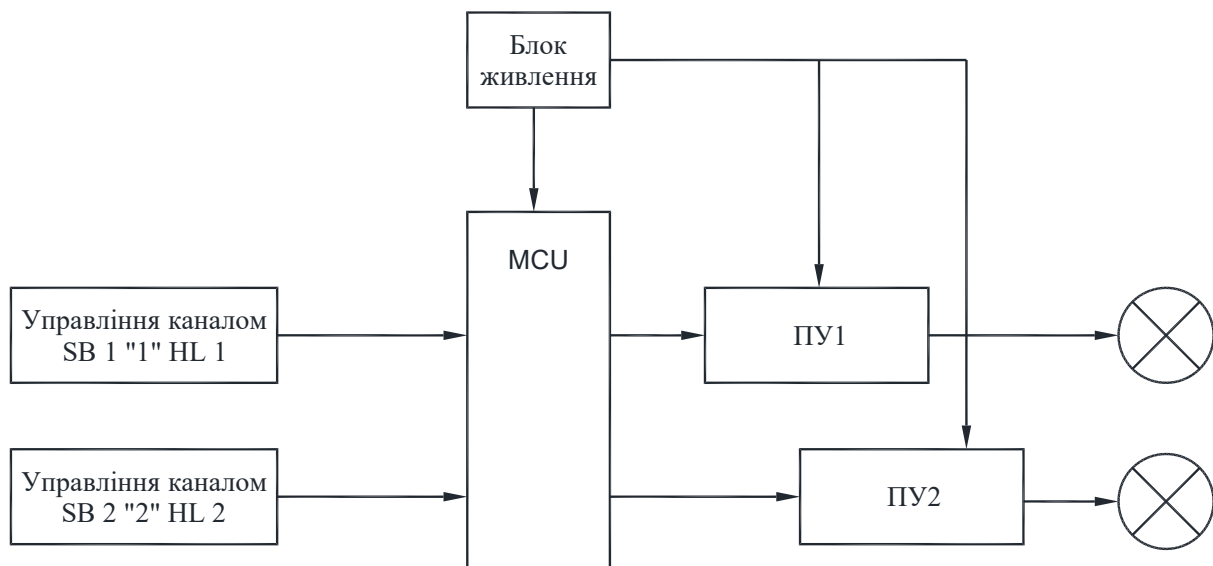 Блок
живлення
MCU
Управління каналом
SB 1 "1" HL 1
ПУ1
Управління каналом
SB 2 "2" HL 2
ПУ2